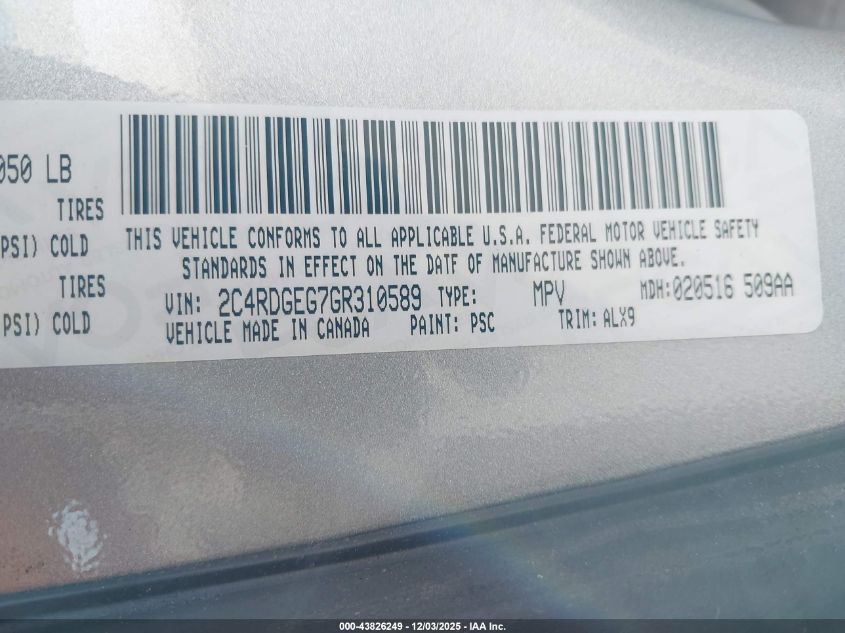 050 LB
TIRES
PSI) COLD
TIRES
PSI) COLD
THIS VEHICLE CONFORMS TO ALL APPLICABLE U.S.A. FEDERAL MOTOR VEHICLE SAFETY
STANDARDS IN EFFECT ON THE DATE OF MANUFACTURE SHOWN ABOVE.
VIN: 2C4RDGEG7GR310589 TYPE: MPV MDH:020516 509AA
VEHICLE MADE IN CANADA PAINT: PSC TRIM: ALX9
000-43826249 - 12/03/2025 - IAA Inc.